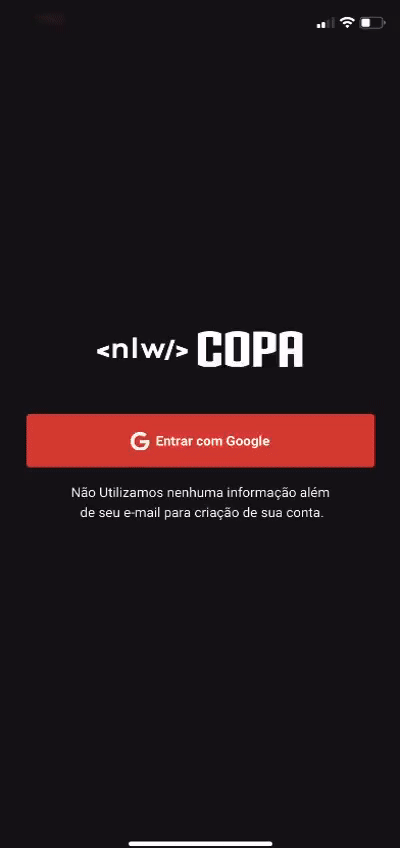 <nlw/> COPA
Entrar com Google
Não Utilizamos nenhuma informação além
de seu e-mail para criação de sua conta.